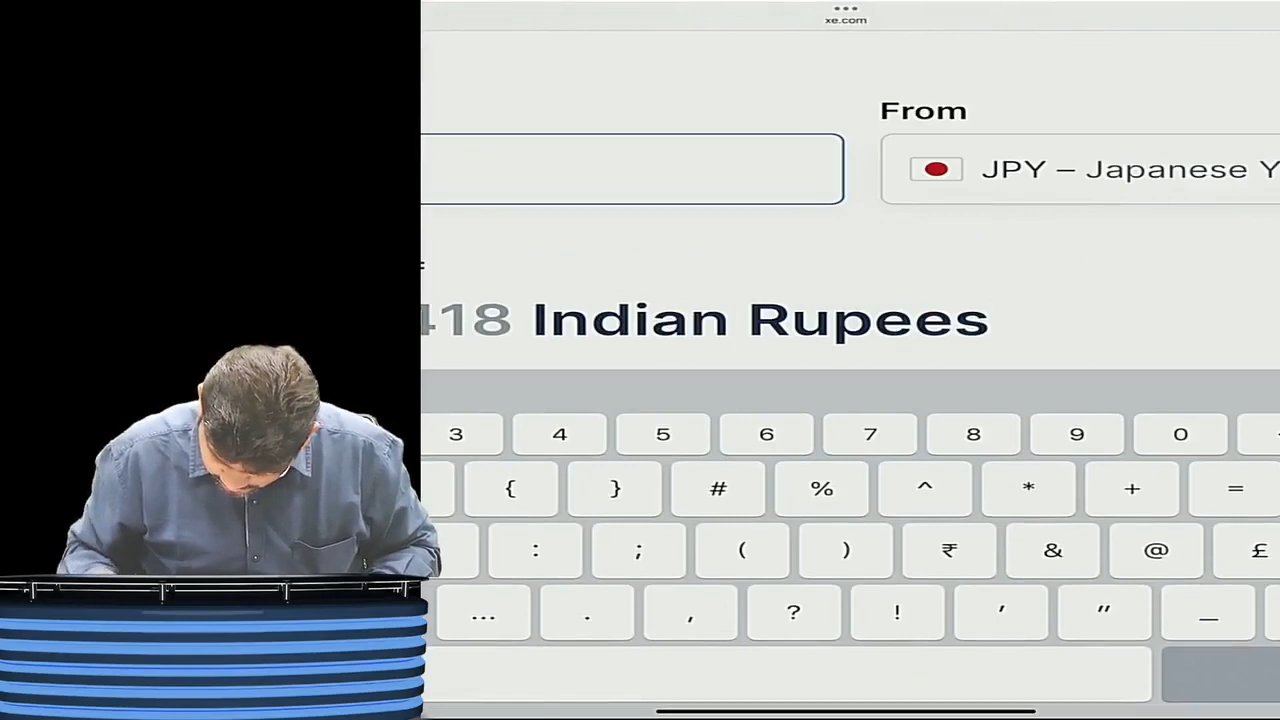 xe.com
From
JPY – Japanese Y
418 Indian Rupees
3 4 5 6 7 8 9 0
{ } # % ^ * + =
: ; ( ) ₹ & @ £
… . , ? ! ’ ” _